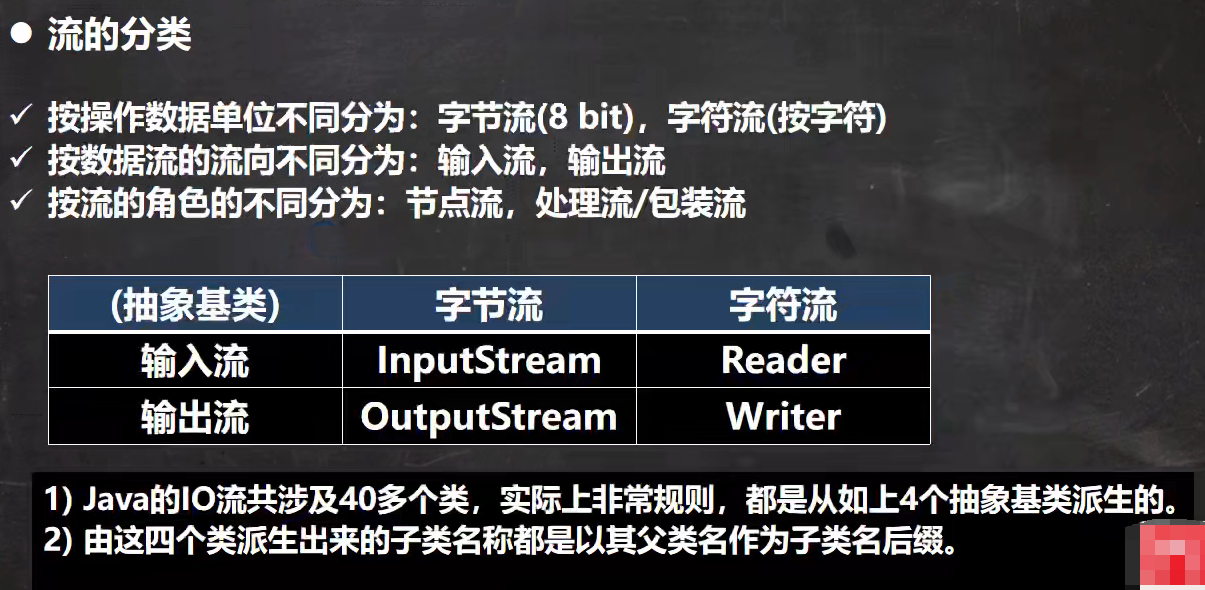 ● 流的分类
✓ 按操作数据单位不同分为：字节流(8 bit)，字符流(按字符)
✓ 按数据流的流向不同分为：输入流，输出流
✓ 按流的角色的不同分为：节点流，处理流/包装流
(抽象基类) 字节流 字符流
输入流 InputStream Reader
输出流 OutputStream Writer
1) Java的IO流共涉及40多个类，实际上非常规则，都是从如上4个抽象基类派生的。
2) 由这四个类派生出来的子类名称都是以其父类名作为子类名后缀。